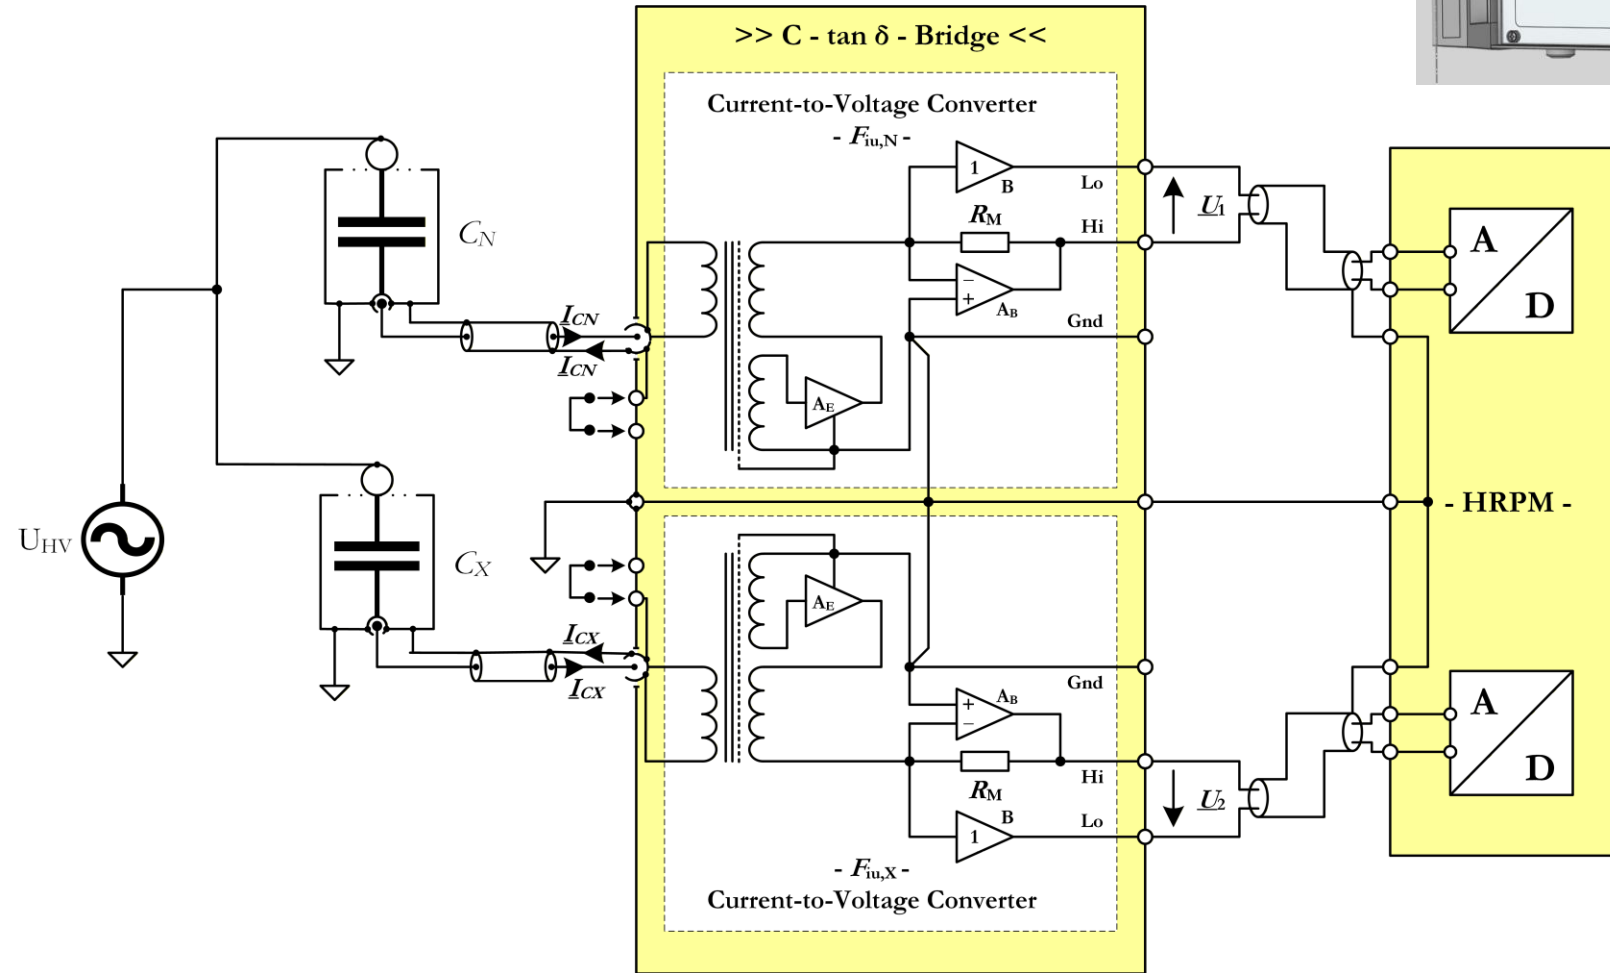 >> C - tan δ - Bridge <<
Current-to-Voltage Converter
- Fiu,N -
1
B
Lo
RM
Hi
−
+
AB
Gnd
AE
U1
A
D
CN
ICN
ICN
UHV
CX
ICX
ICX
- HRPM -
AE
Gnd
+
−
AB
Hi
RM
B
1
Lo
U2
A
D
- Fiu,X -
Current-to-Voltage Converter